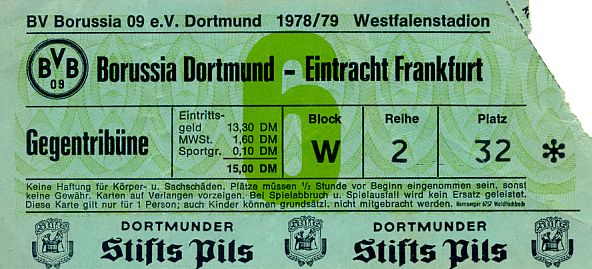 BV Borussia 09 e.V. Dortmund 1978/79 Westfalenstadion
BVB 09
Borussia Dortmund - Eintracht Frankfurt
6
Gegentribüne
Eintritts-
geld 13,30 DM
MWSt. 1,60 DM
Sportgr. 0,10 DM
15,00 DM
Block Reihe Platz
W 2 32 *
Keine Haftung für Körper- u. Sachschäden. Plätze müssen ½ Stunde vor Beginn eingenommen sein, sonst
keine Gewähr. Karten auf Verlangen vorzeigen. Bei Spielabbruch u. Spielausfall wird kein Ersatz geleistet.
Diese Karte gilt nur für 1 Person; auch Kinder können grundsätzl. nicht mitgebracht werden.
DORTMUNDER DORTMUNDER
Stifts Pils Stifts Pils